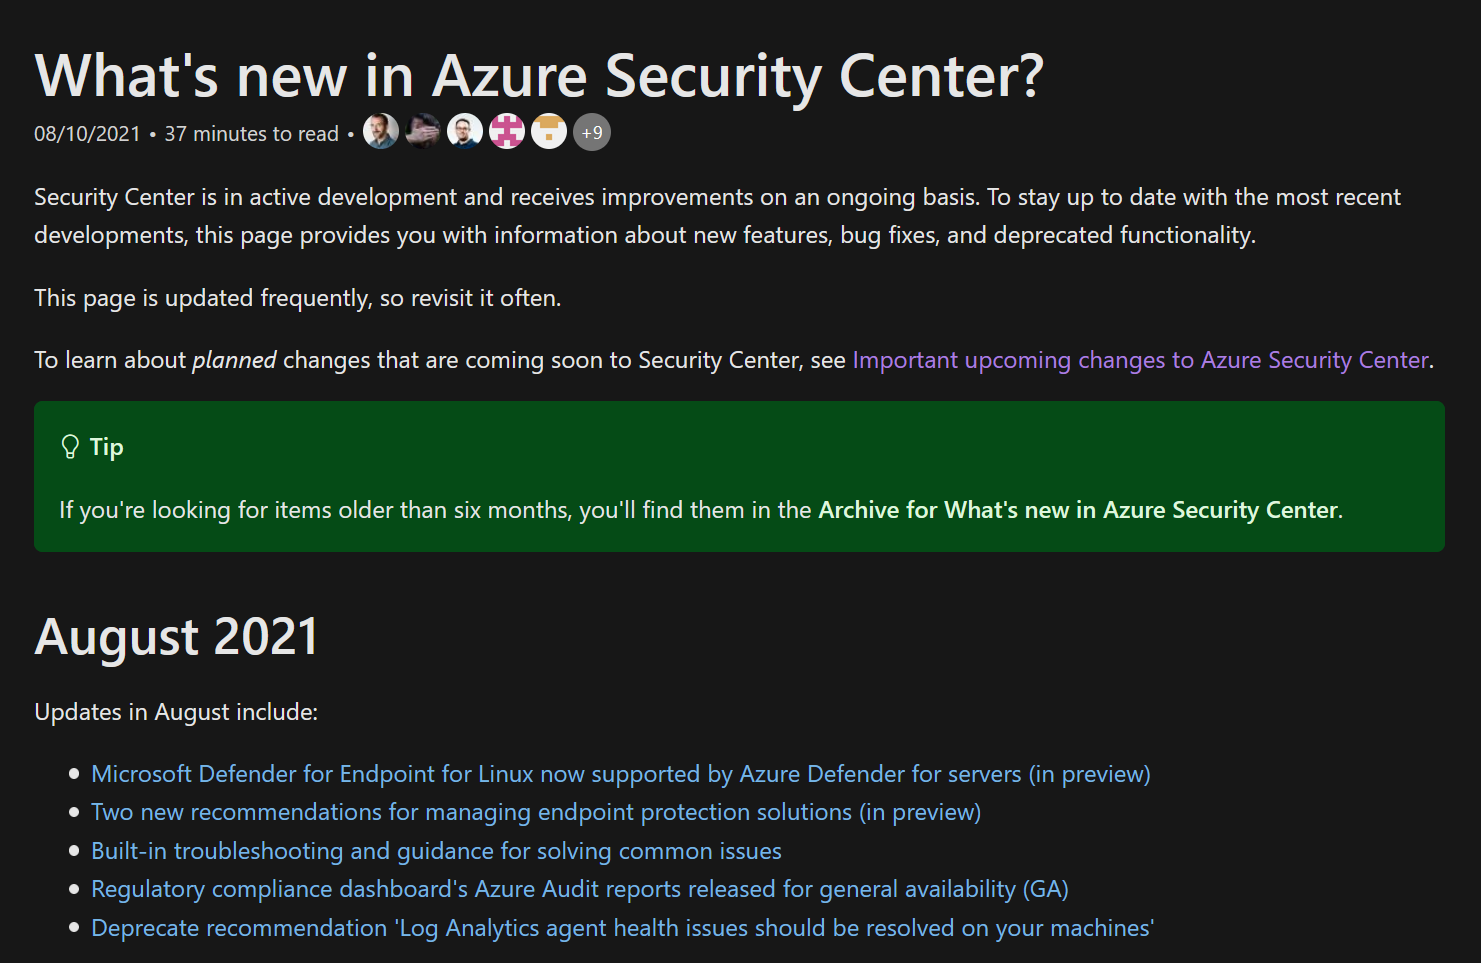 What's new in Azure Security Center?
08/10/2021 • 37 minutes to read • +9
Security Center is in active development and receives improvements on an ongoing basis. To stay up to date with the most recent
developments, this page provides you with information about new features, bug fixes, and deprecated functionality.
This page is updated frequently, so revisit it often.
To learn about planned changes that are coming soon to Security Center, see Important upcoming changes to Azure Security Center.
Tip
If you're looking for items older than six months, you'll find them in the Archive for What's new in Azure Security Center.
August 2021
Updates in August include:
• Microsoft Defender for Endpoint for Linux now supported by Azure Defender for servers (in preview)
• Two new recommendations for managing endpoint protection solutions (in preview)
• Built-in troubleshooting and guidance for solving common issues
• Regulatory compliance dashboard's Azure Audit reports released for general availability (GA)
• Deprecate recommendation 'Log Analytics agent health issues should be resolved on your machines'